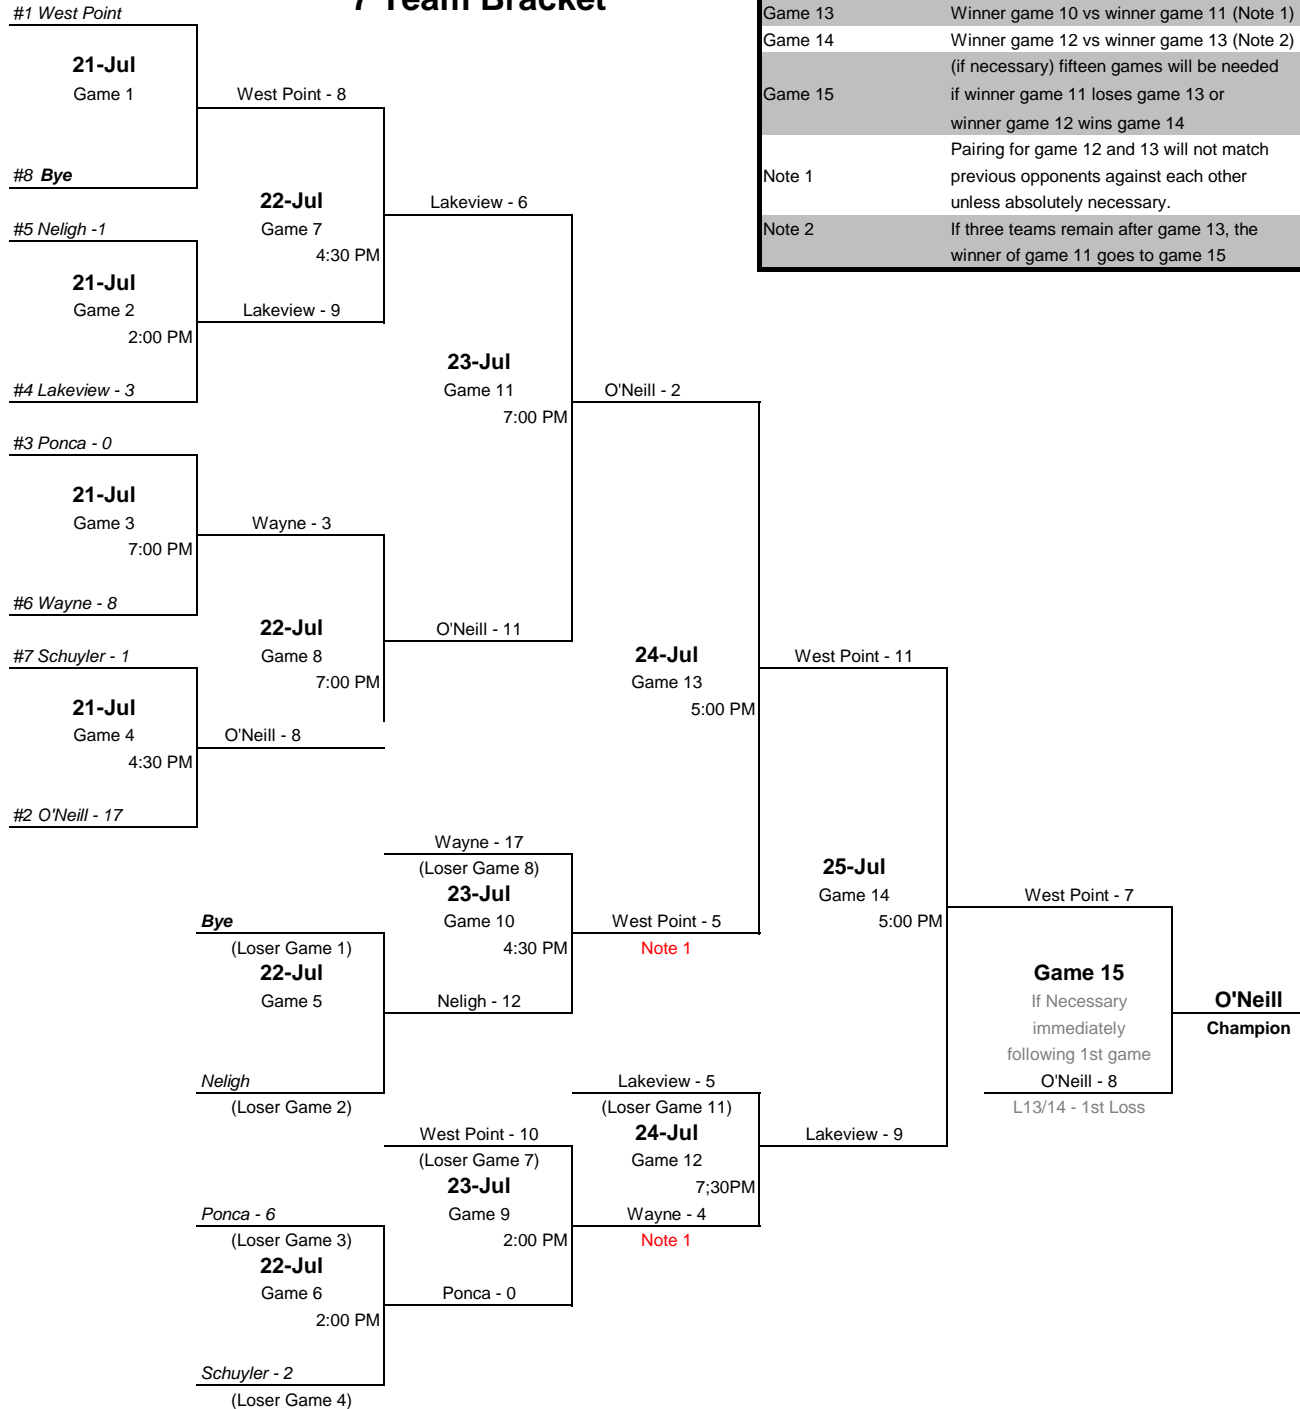 7 Team Bracket
#1 West Point
21-Jul
Game 1
#8 Bye
#5 Neligh -1
21-Jul
Game 2
2:00 PM
#4 Lakeview - 3
#3 Ponca - 0
21-Jul
Game 3
7:00 PM
#6 Wayne - 8
#7 Schuyler - 1
21-Jul
Game 4
4:30 PM
#2 O'Neill - 17
West Point - 8
22-Jul
Game 7
4:30 PM
Lakeview - 9
Wayne - 3
22-Jul
Game 8
7:00 PM
O'Neill - 8
Bye
(Loser Game 1)
22-Jul
Game 5
Neligh
(Loser Game 2)
Ponca - 6
(Loser Game 3)
22-Jul
Game 6
2:00 PM
Schuyler - 2
(Loser Game 4)
Lakeview - 6
23-Jul
Game 11
7:00 PM
O'Neill - 11
Wayne - 17
(Loser Game 8)
23-Jul
Game 10
4:30 PM
Neligh - 12
West Point - 10
(Loser Game 7)
23-Jul
Game 9
2:00 PM
Ponca - 0
O'Neill - 2
24-Jul
Game 13
5:00 PM
West Point - 5
Note 1
Lakeview - 5
(Loser Game 11)
24-Jul
Game 12
7;30PM
Wayne - 4
Note 1
West Point - 11
25-Jul
Game 14
5:00 PM
Lakeview - 9
West Point - 7
Game 15
If Necessary
immediately
following 1st game
O'Neill - 8
L13/14 - 1st Loss
O'Neill
Champion
Game 13 Winner game 10 vs winner game 11 (Note 1)
Game 14 Winner game 12 vs winner game 13 (Note 2)
(if necessary) fifteen games will be needed
Game 15 if winner game 11 loses game 13 or
winner game 12 wins game 14
Pairing for game 12 and 13 will not match
Note 1 previous opponents against each other
unless absolutely necessary.
Note 2 If three teams remain after game 13, the
winner of game 11 goes to game 15